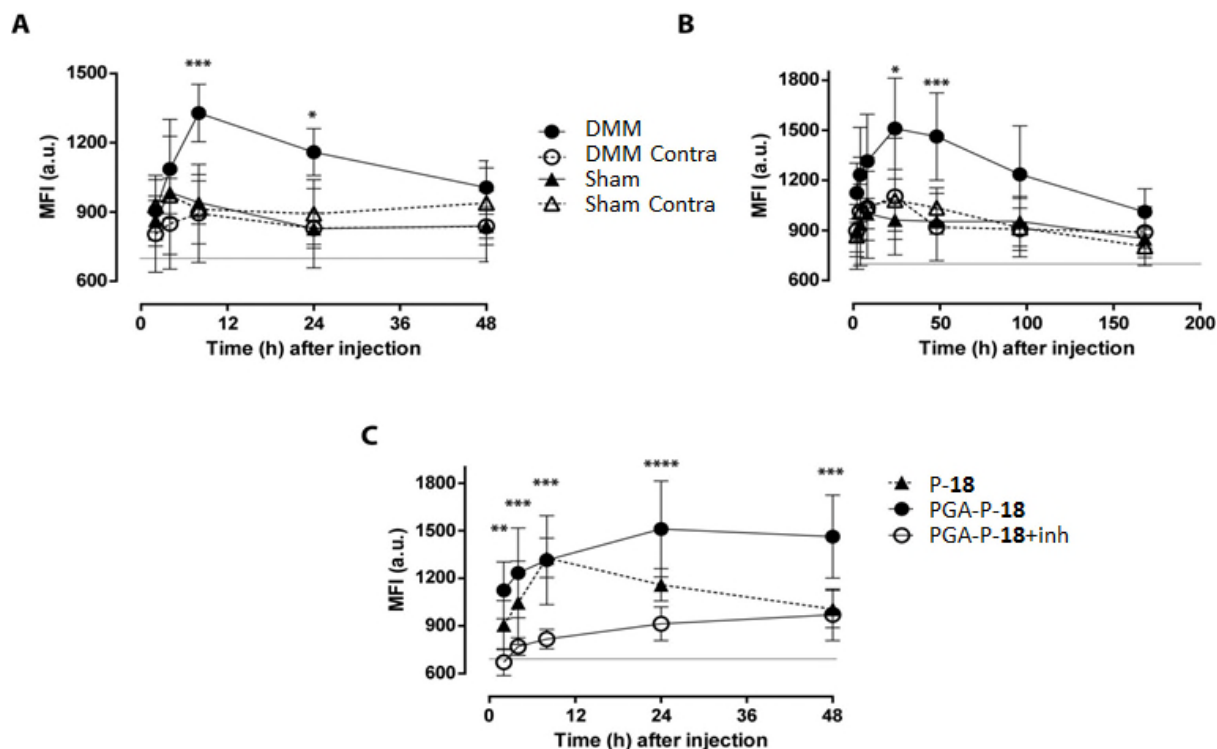 A
***
*
1500
1200
900
600
MFI (a.u.)
0
12
24
36
48
Time (h) after injection
DMM
DMM Contra
Sham
Sham Contra
B
*
***
1800
1500
1200
900
600
MFI (a.u.)
0
50
100
150
200
Time (h) after injection
C
**
***
***
****
***
1800
1500
1200
900
600
MFI (a.u.)
0
12
24
36
48
Time (h) after injection
P-18
PGA-P-18
PGA-P-18+inh